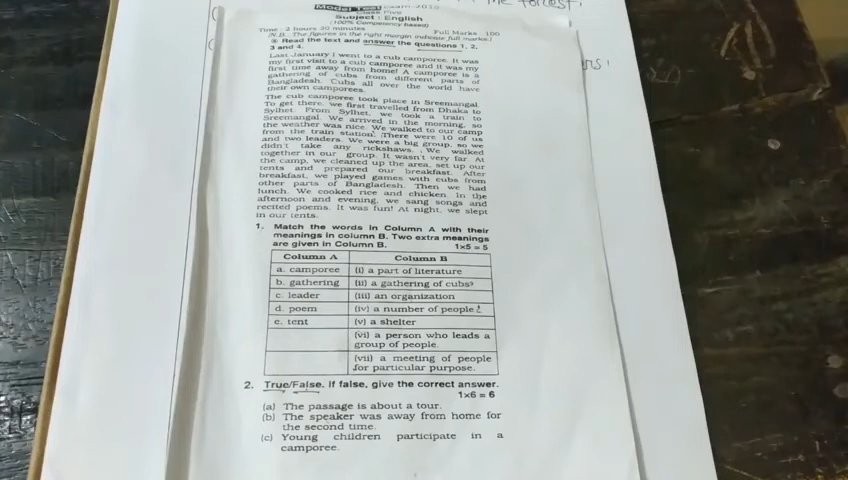 the forest,
Model Test Exam-2019
Class Five
Subject : English
(100% Competency based)
Time : 2 hours 30 minutes Full Marks 100
[N.B. The figures in the right margin indicate full marks.]
Read the text and answer the questions 1, 2,
3 and 4.
Last January I went to a cub camporee. It was
my first visit to a cub camporee and it was my
first time away from home! A camporee is a
gathering of cubs from different parts of
Bangladesh. Cubs all over the world have
their own camporees.
The cub camporee took place in Sreemangal.
To get there, we first travelled from Dhaka to
Sylhet. From Sylhet, we took a train to
Sreemangal. We arrived in the morning, so
the weather was nice. We walked to our camp
from the train station. There were 10 of us
and two leaders. We were a big group, so we
didn't take any rickshaws. We walked
together in our group. It wasn't very far. At
the camp, we cleaned up the area, set up our
tents and prepared our breakfast. After
breakfast, we played games with cubs from
other parts of Bangladesh. Then we had
lunch. We cooked rice and chicken. In the
afternoon and evening, we sang songs and
recited poems. It was fun! At night, we slept
in our tents.
1. Match the words in Column A with their
meanings in column B. Two extra meanings
are given in Column B. 1×5 = 5
Column A Column B
a. camporee (i) a part of literature
b. gathering (ii) a gathering of cubs
c. leader (iii) an organization
d. poem (iv) a number of people
e. tent (v) a shelter
(vi) a person who leads a
group of people.
(vii) a meeting of people
for particular purpose.
2. True/False. If false, give the correct answer.
1×6 = 6
(a) The passage is about a tour.
(b) The speaker was away from home for
the second time.
(c) Young children participate in a
camporee.